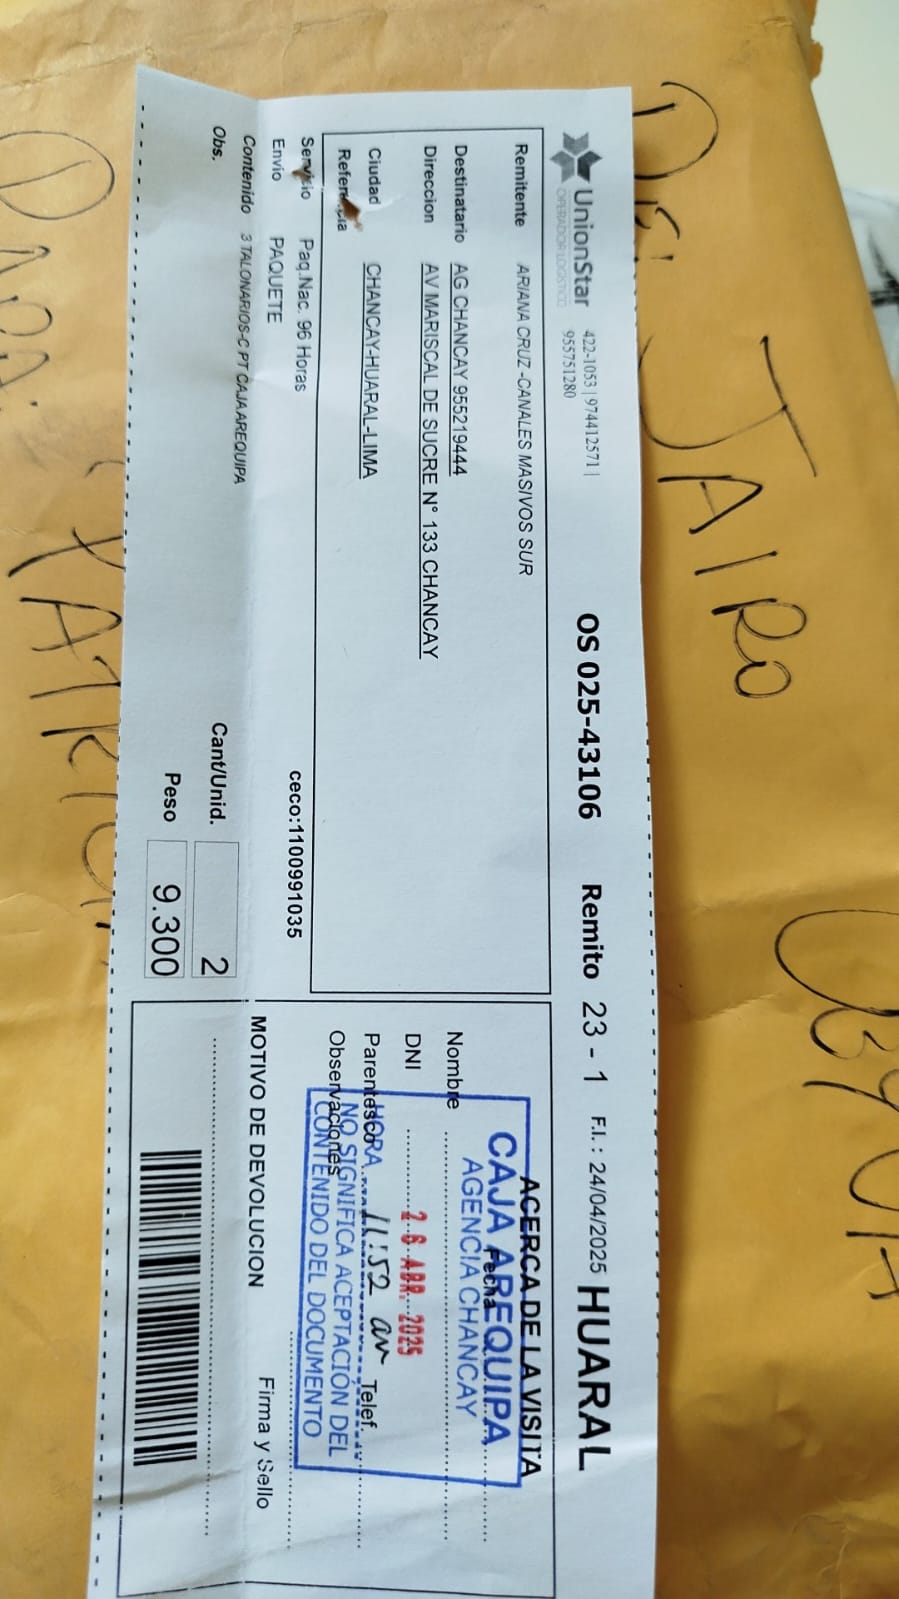 DE: JAIRO
UnionStar
OPERADOR LOGISTICO
422-1053 | 974412571 |
955751280
OS 025-43106 Remito 23 - 1 F.I.: 24/04/2025 HUARAL
Remitente ARIANA CRUZ -CANALES MASIVOS SUR
Destinatario AG CHANCAY 955219444
Direccion AV MARISCAL DE SUCRE N° 133 CHANCAY
Ciudad CHANCAY-HUARAL-LIMA
Referencia
Servicio Paq.Nac. 96 Horas
Envío PAQUETE
ceco:1100991035
Contenido 3 TALONARIOS-C PT CAJA AREQUIPA
Obs.
Cant/Unid. 2
Peso 9.300
ACERCA DE LA VISITA
Fecha
Nombre
DNI
Parentesco
Telef.
Observaciones
CAJA AREQUIPA
AGENCIA CHANCAY
26 ABR. 2025
HORA 11:52 am
NO SIGNIFICA ACEPTACIÓN DEL
CONTENIDO DEL DOCUMENTO
MOTIVO DE DEVOLUCION
Firma y Sello